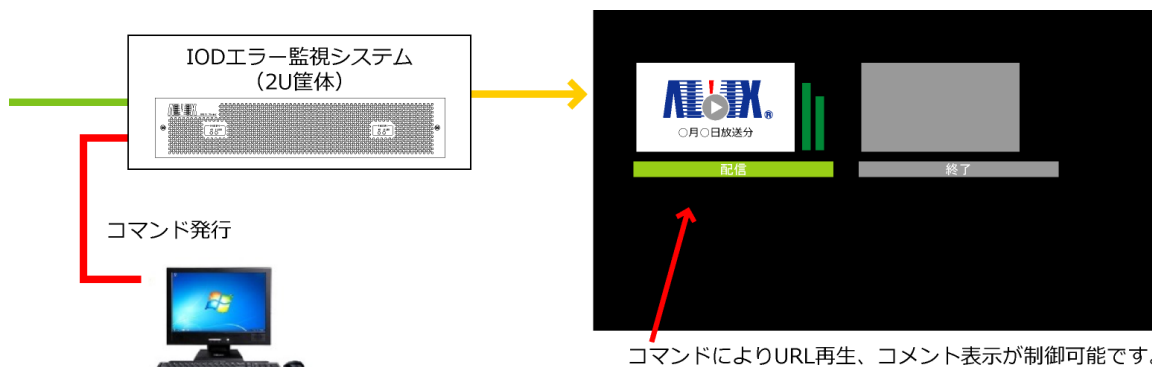 IODエラー監視システム
(2U筐体)
コマンド発行
○月○日放送分
配信
終了
コマンドによりURL再生、コメント表示が制御可能です。